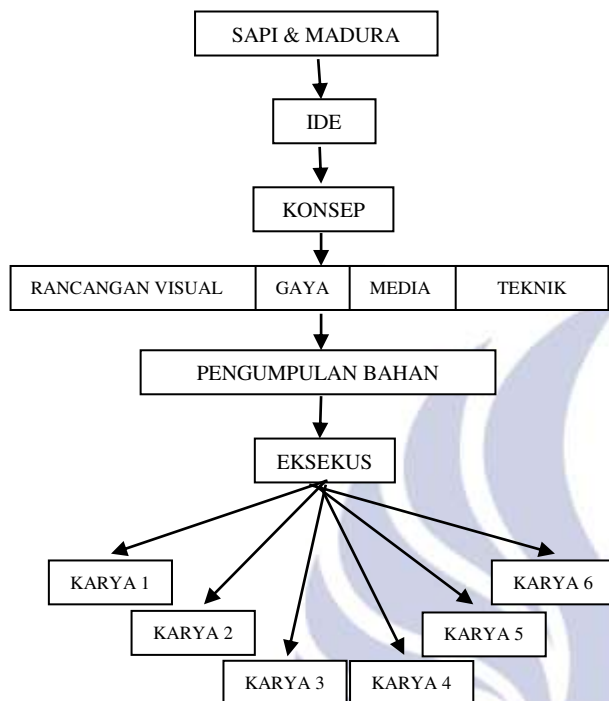 SAPI & MADURA
IDE
KONSEP
RANCANGAN VISUAL GAYA MEDIA TEKNIK
PENGUMPULAN BAHAN
EKSEKUS
KARYA 1
KARYA 2
KARYA 3
KARYA 4
KARYA 5
KARYA 6